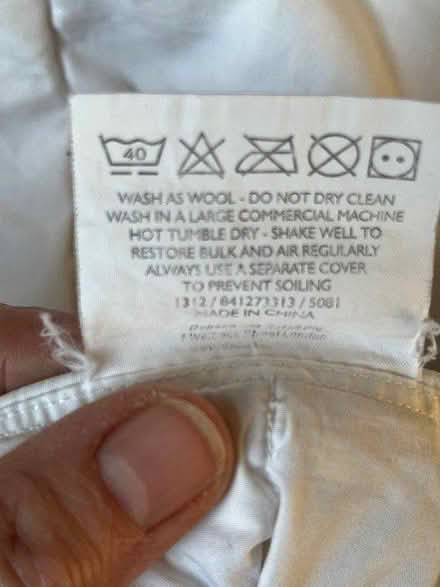 40
WASH AS WOOL - DO NOT DRY CLEAN
WASH IN A LARGE COMMERCIAL MACHINE
HOT TUMBLE DRY - SHAKE WELL TO
RESTORE BULK AND AIR REGULARLY
ALWAYS USE A SEPARATE COVER
TO PREVENT SOILING
1312 / 841273313 / 5081
MADE IN CHINA